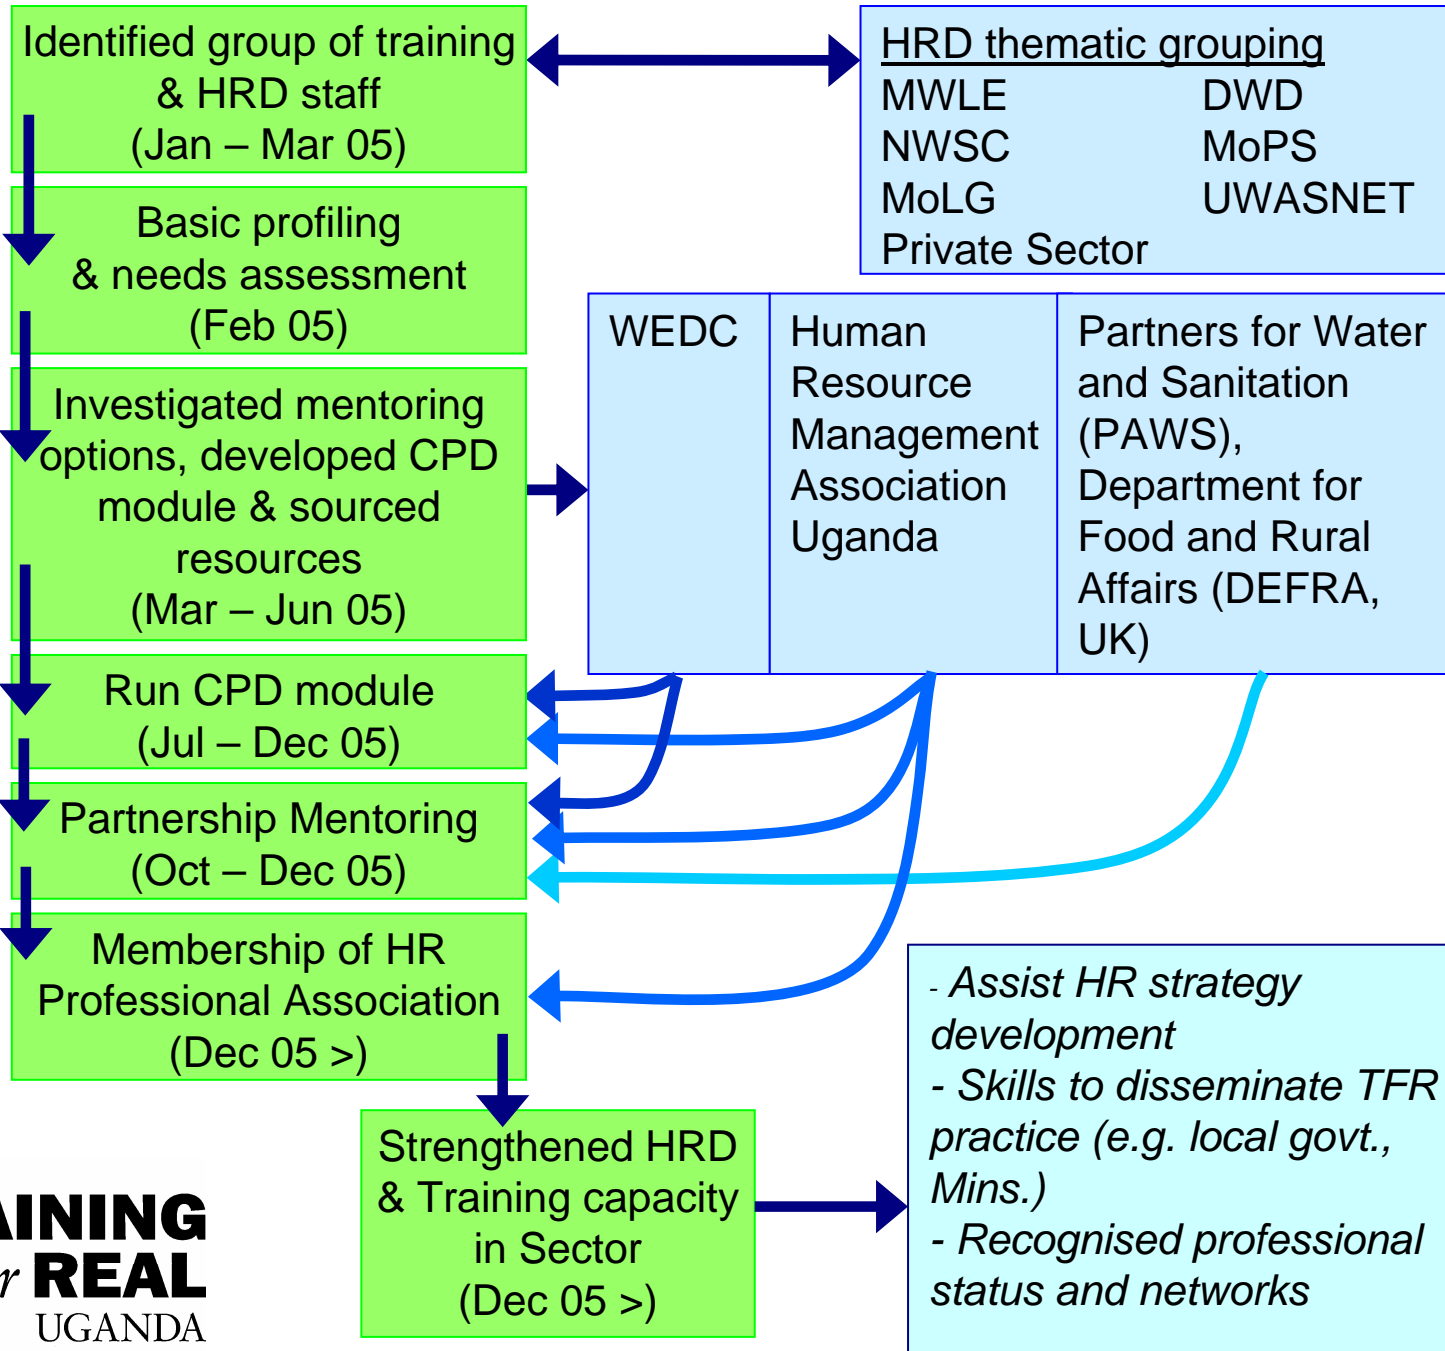 Identified group of training
& HRD staff
(Jan – Mar 05)
HRD thematic grouping
MWLE DWD
NWSC MoPS
MoLG UWASNET
Private Sector
Basic profiling
& needs assessment
(Feb 05)
Investigated mentoring
options, developed CPD
module & sourced
resources
(Mar – Jun 05)
WEDC
Human
Resource
Management
Association
Uganda
Partners for Water
and Sanitation
(PAWS),
Department for
Food and Rural
Affairs (DEFRA,
UK)
Run CPD module
(Jul – Dec 05)
Partnership Mentoring
(Oct – Dec 05)
Membership of HR
Professional Association
(Dec 05 >)
Strengthened HRD
& Training capacity
in Sector
(Dec 05 >)
- Assist HR strategy
development
- Skills to disseminate TFR
practice (e.g. local govt.,
Mins.)
- Recognised professional
status and networks
AINING
r REAL
UGANDA